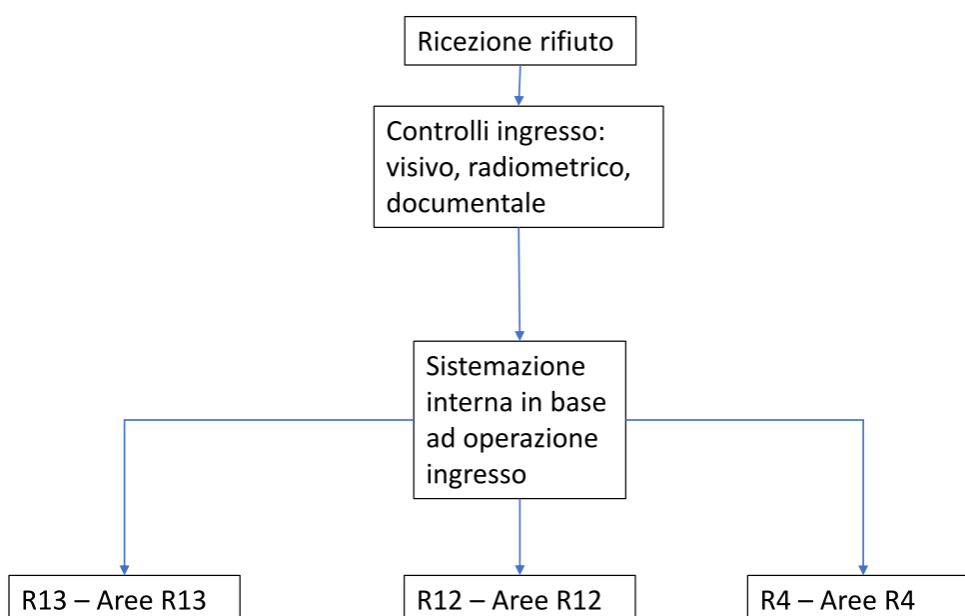 Ricezione rifiuto
Controlli ingresso:
visivo, radiometrico,
documentale
Sistemazione
interna in base
ad operazione
ingresso
R13 – Aree R13
R12 – Aree R12
R4 – Aree R4